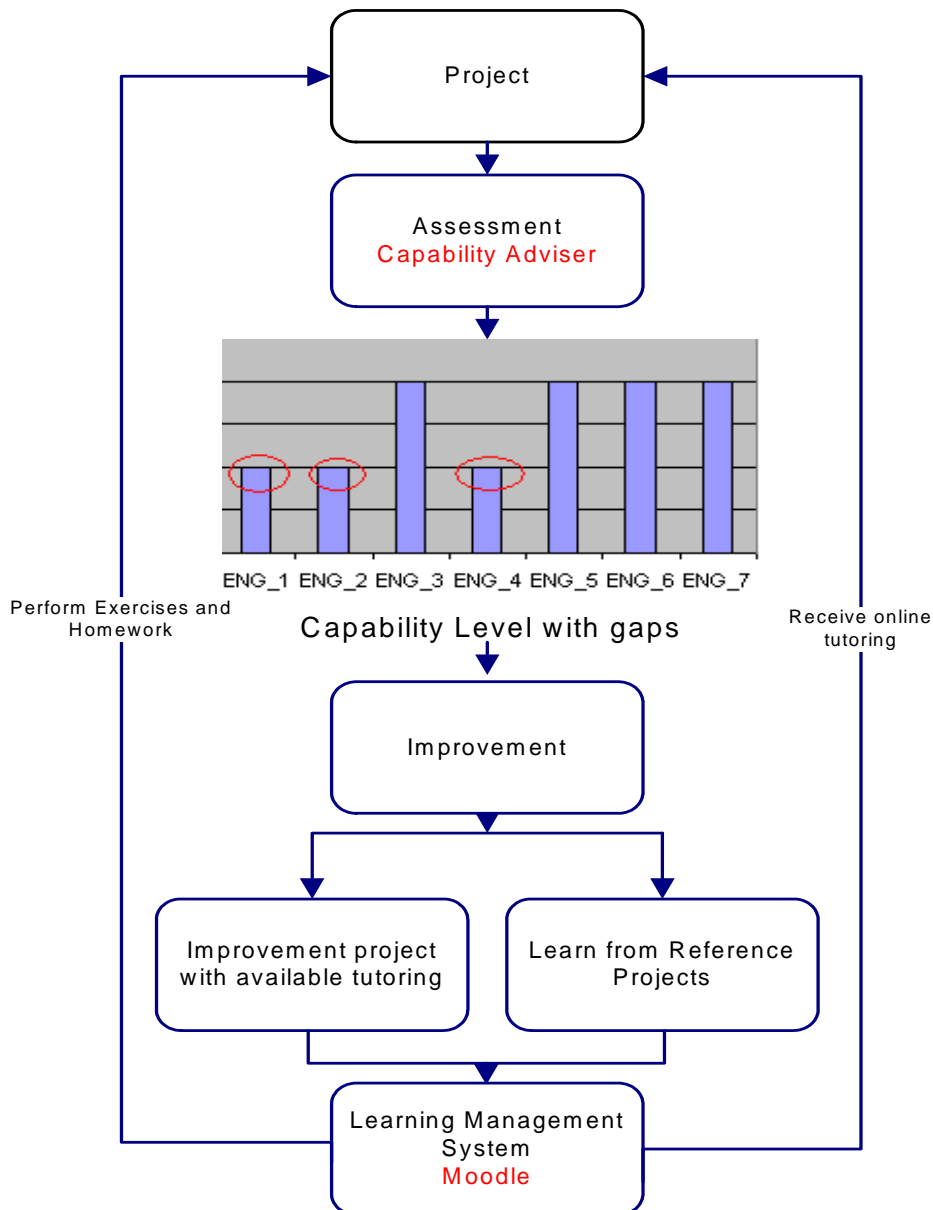 Project
Assessment
Capability Adviser
ENG_1 ENG_2 ENG_3 ENG_4 ENG_5 ENG_6 ENG_7
Perform Exercises and
Homework
Capability Level with gaps
Receive online
tutoring
Improvement
Improvement project
with available tutoring
Learn from Reference
Projects
Learning Management
System
Moodle